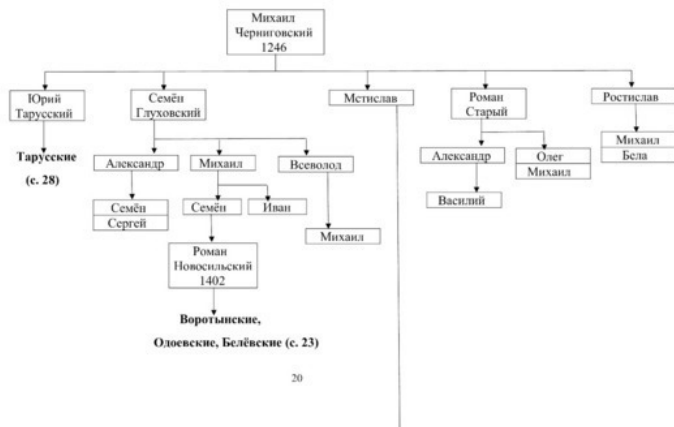 Михаил
Черниговский
1246
Юрий
Тарусский
Семён
Глуховский
Мстислав
Роман
Старый
Ростислав
Тарусские
(с. 28)
Александр
Михаил
Всеволод
Александр
Олег
Михаил
Михаил
Бела
Семён
Сергей
Семён
Иван
Михаил
Василий
Роман
Новосильский
1402
Воротынские,
Одоевские, Белёвские (с. 23)
20